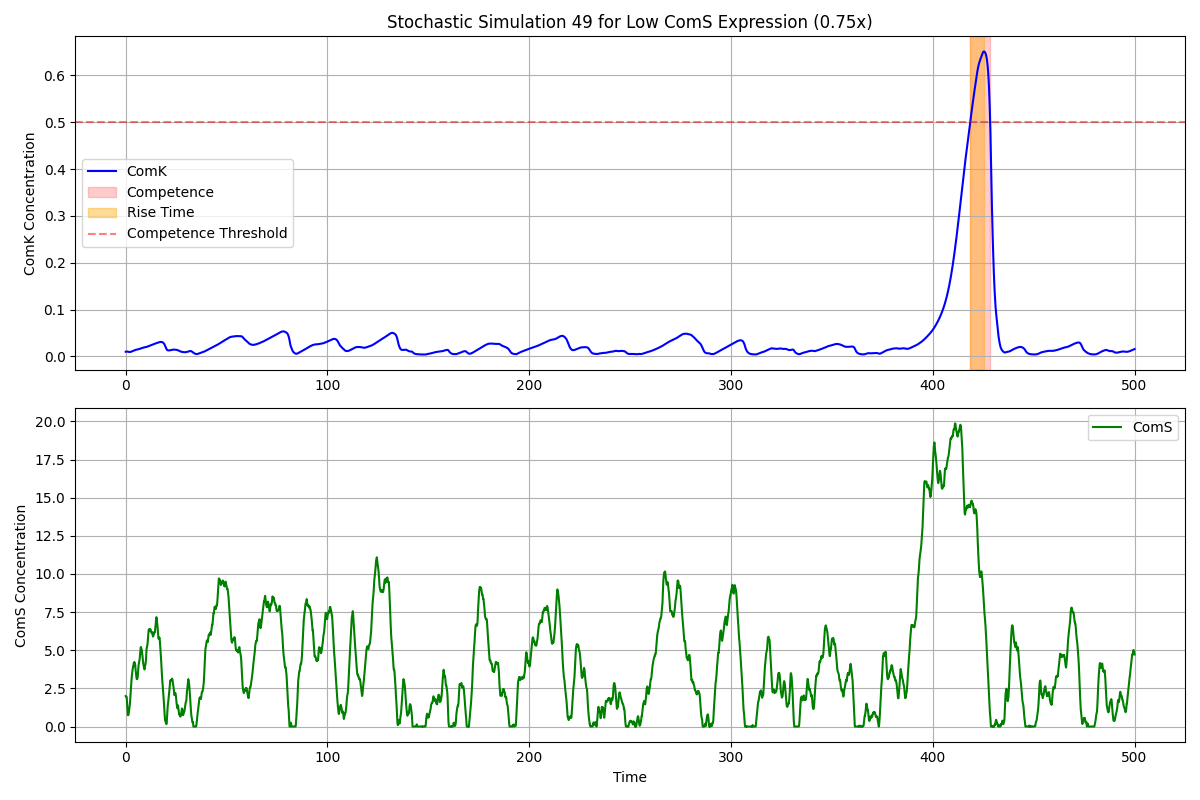 Stochastic Simulation 49 for Low ComS Expression (0.75x)
ComK Concentration
0.6
0.5
0.4
0.3
0.2
0.1
0.0
ComK
Competence
Rise Time
Competence Threshold
0 100 200 300 400 500
ComS Concentration
20.0
17.5
15.0
12.5
10.0
7.5
5.0
2.5
0.0
ComS
0 100 200 300 400 500
Time